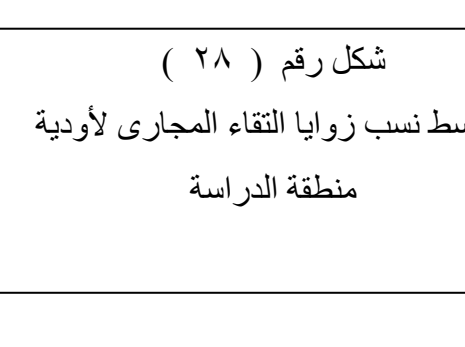 شكل رقم ( ٢٨ )
سط نسب زوايا التقاء المجارى لأودية
منطقة الدراسة